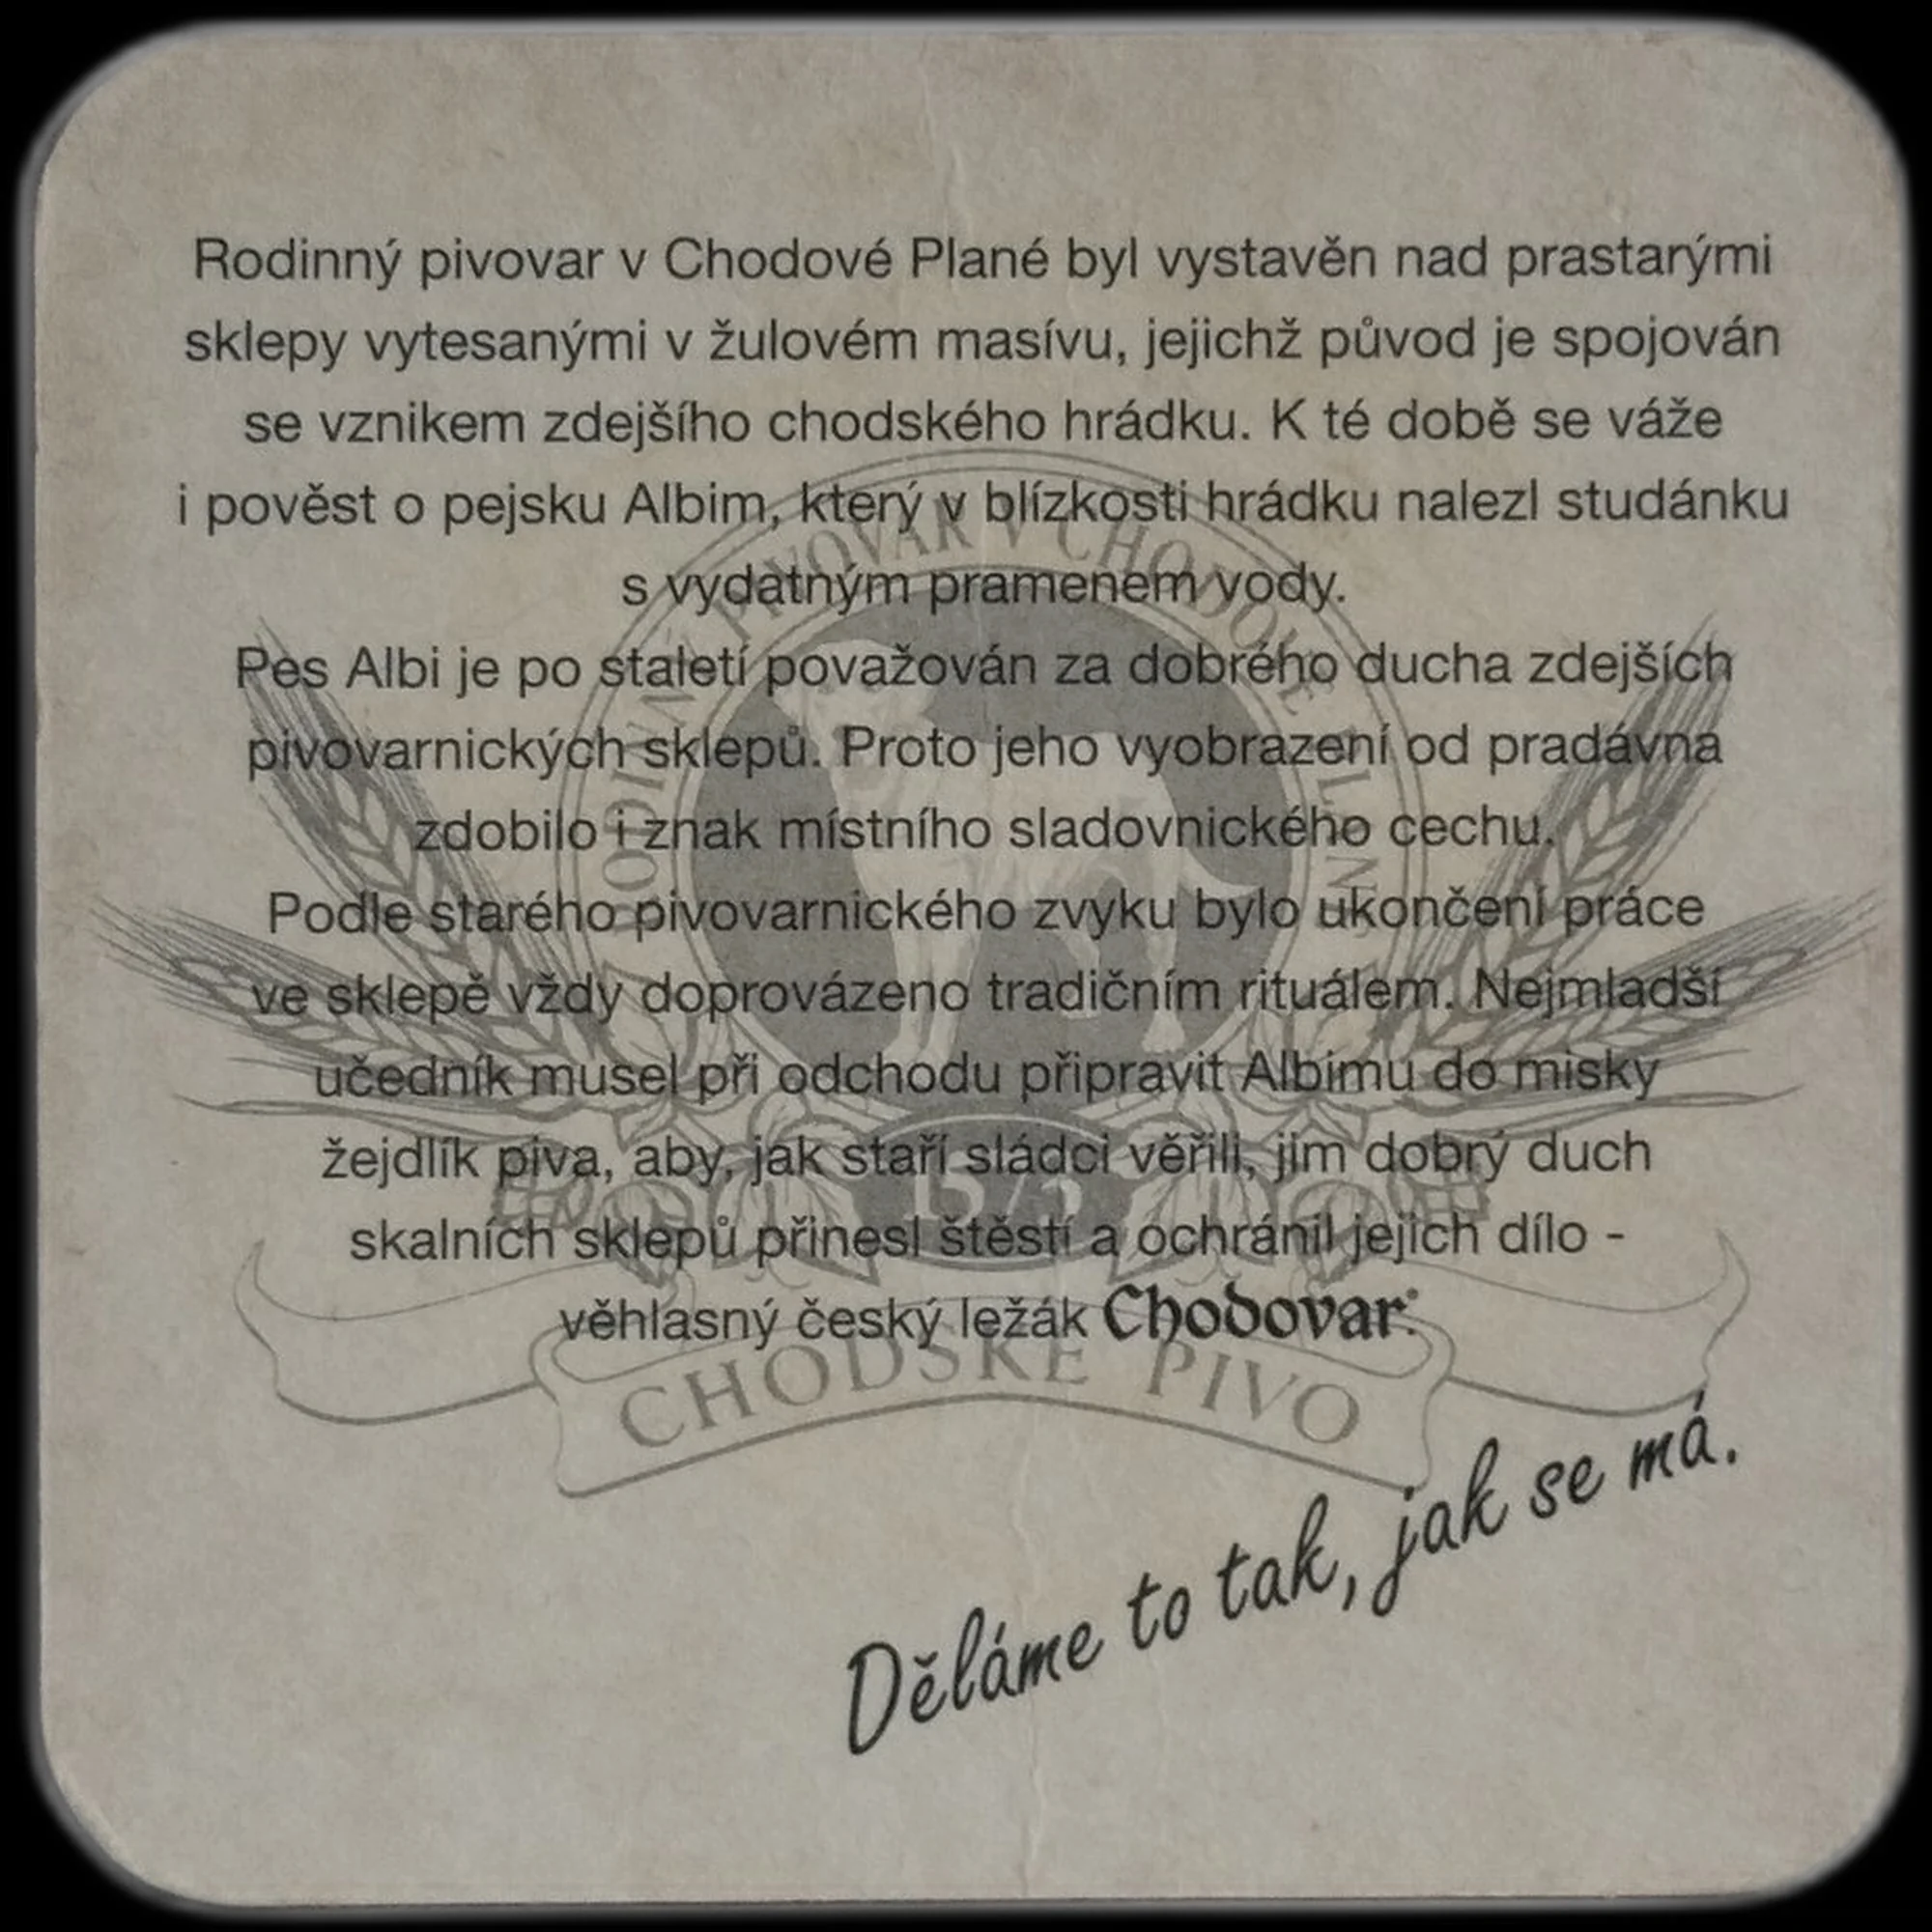 Rodinný pivovar v Chodové Plané byl vystavěn nad prastarými
sklepy vytesanými v žulovém masívu, jejichž původ je spojován
se vznikem zdejšího chodského hrádku. K té době se váže
i pověst o pejsku Albim, který v blízkosti hrádku nalezl studánku
s vydatným pramenem vody.
Pes Albi je po staletí považován za dobrého ducha zdejších
pivovarnických sklepů. Proto jeho vyobrazení od pradávna
zdobilo i znak místního sladovnického cechu.
Podle starého pivovarnického zvyku bylo ukončení práce
ve sklepě vždy doprovázeno tradičním rituálem. Nejmladší
učedník musel při odchodu připravit Albimu do misky
žejdlík piva, aby, jak staří sládci věřili, jim dobrý duch
skalních sklepů přinesl štěstí a ochránil jejich dílo -
věhlasný český ležák Chodovar.
RODINNÝ PIVOVAR V CHODOVÉ PLANÉ
1573
CHODSKÉ PIVO
Děláme to tak, jak se má.